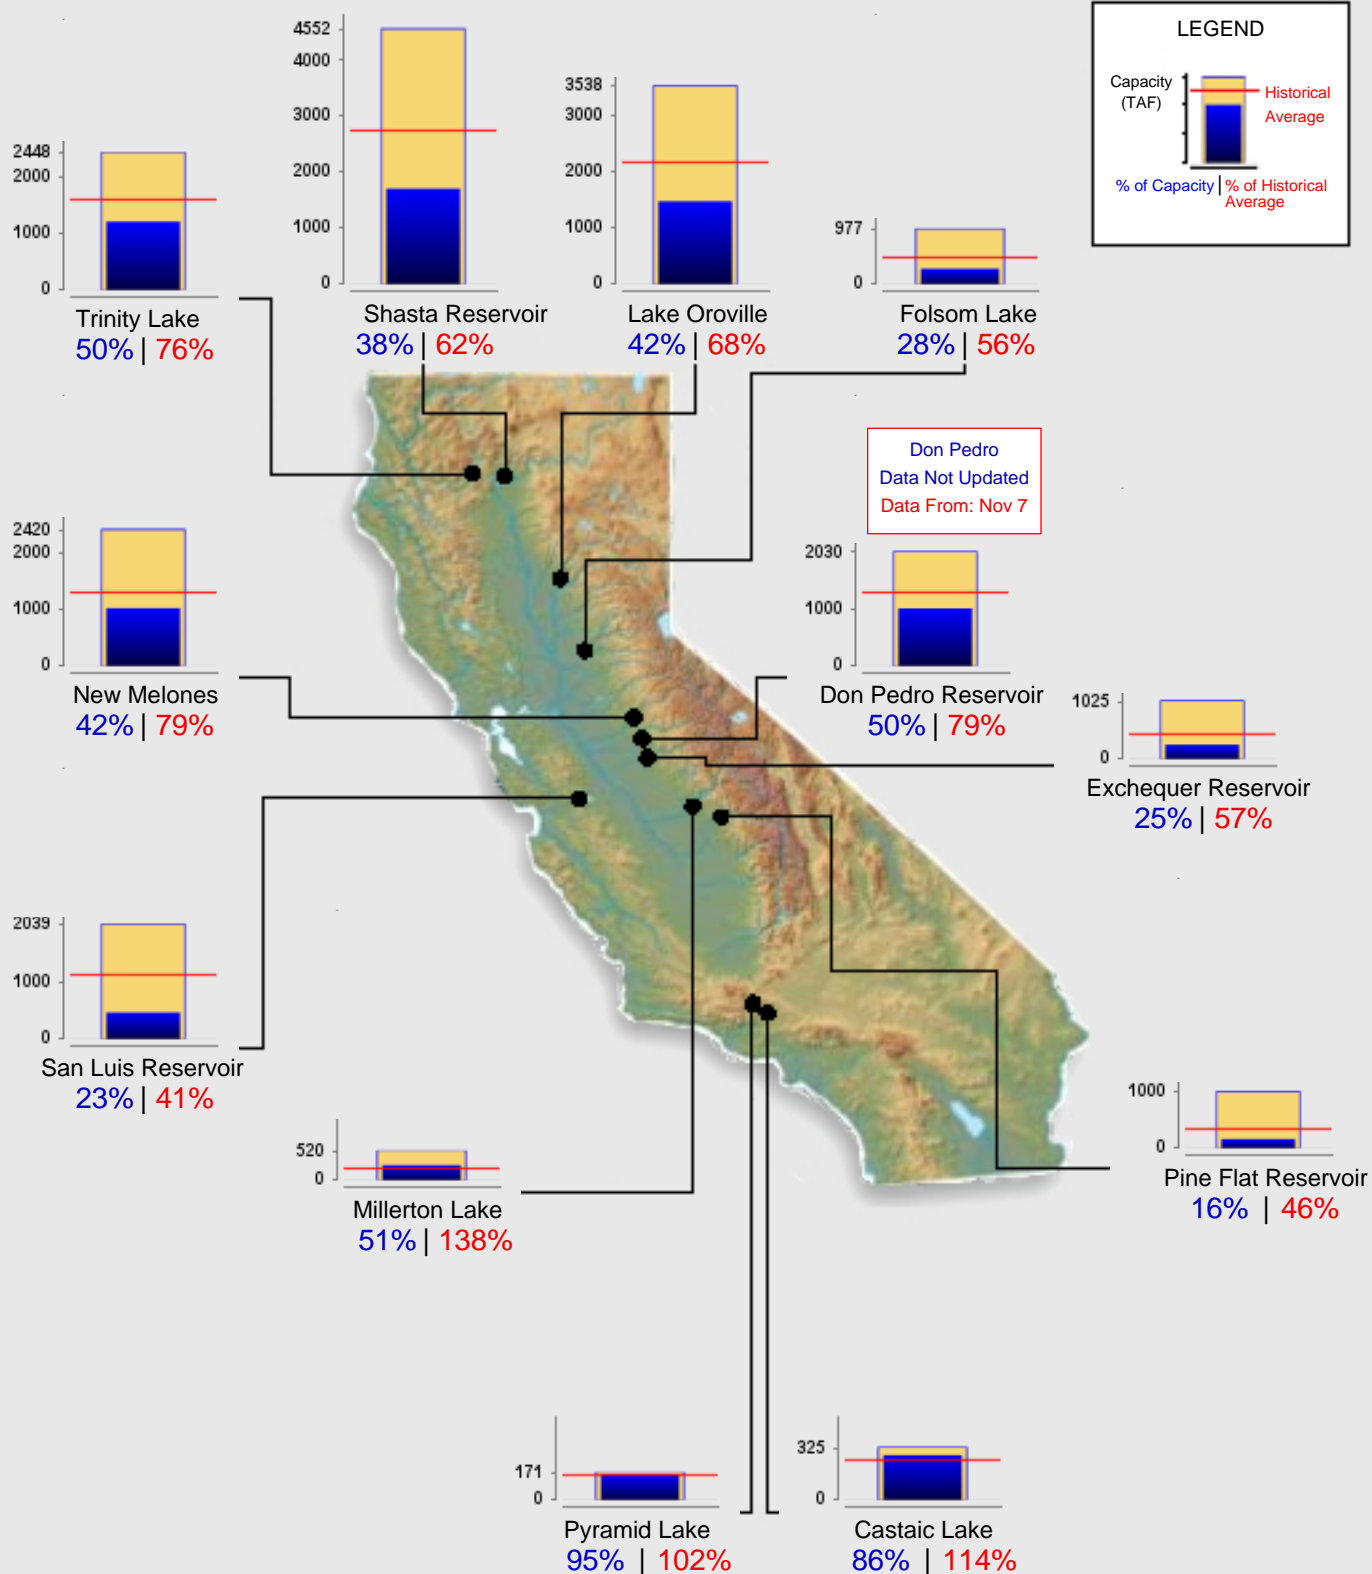 LEGEND
Capacity
(TAF)
Historical
Average
% of Capacity | % of Historical
Average
4552
4000
3000
2000
1000
0
Shasta Reservoir
38% | 62%
3538
3000
2000
1000
0
Lake Oroville
42% | 68%
2448
2000
1000
0
Trinity Lake
50% | 76%
977
0
Folsom Lake
28% | 56%
Don Pedro
Data Not Updated
Data From: Nov 7
2420
2000
1000
0
New Melones
42% | 79%
2030
1000
0
Don Pedro Reservoir
50% | 79%
1025
0
Exchequer Reservoir
25% | 57%
2039
1000
0
San Luis Reservoir
23% | 41%
520
0
Millerton Lake
51% | 138%
1000
0
Pine Flat Reservoir
16% | 46%
171
0
Pyramid Lake
95% | 102%
325
0
Castaic Lake
86% | 114%